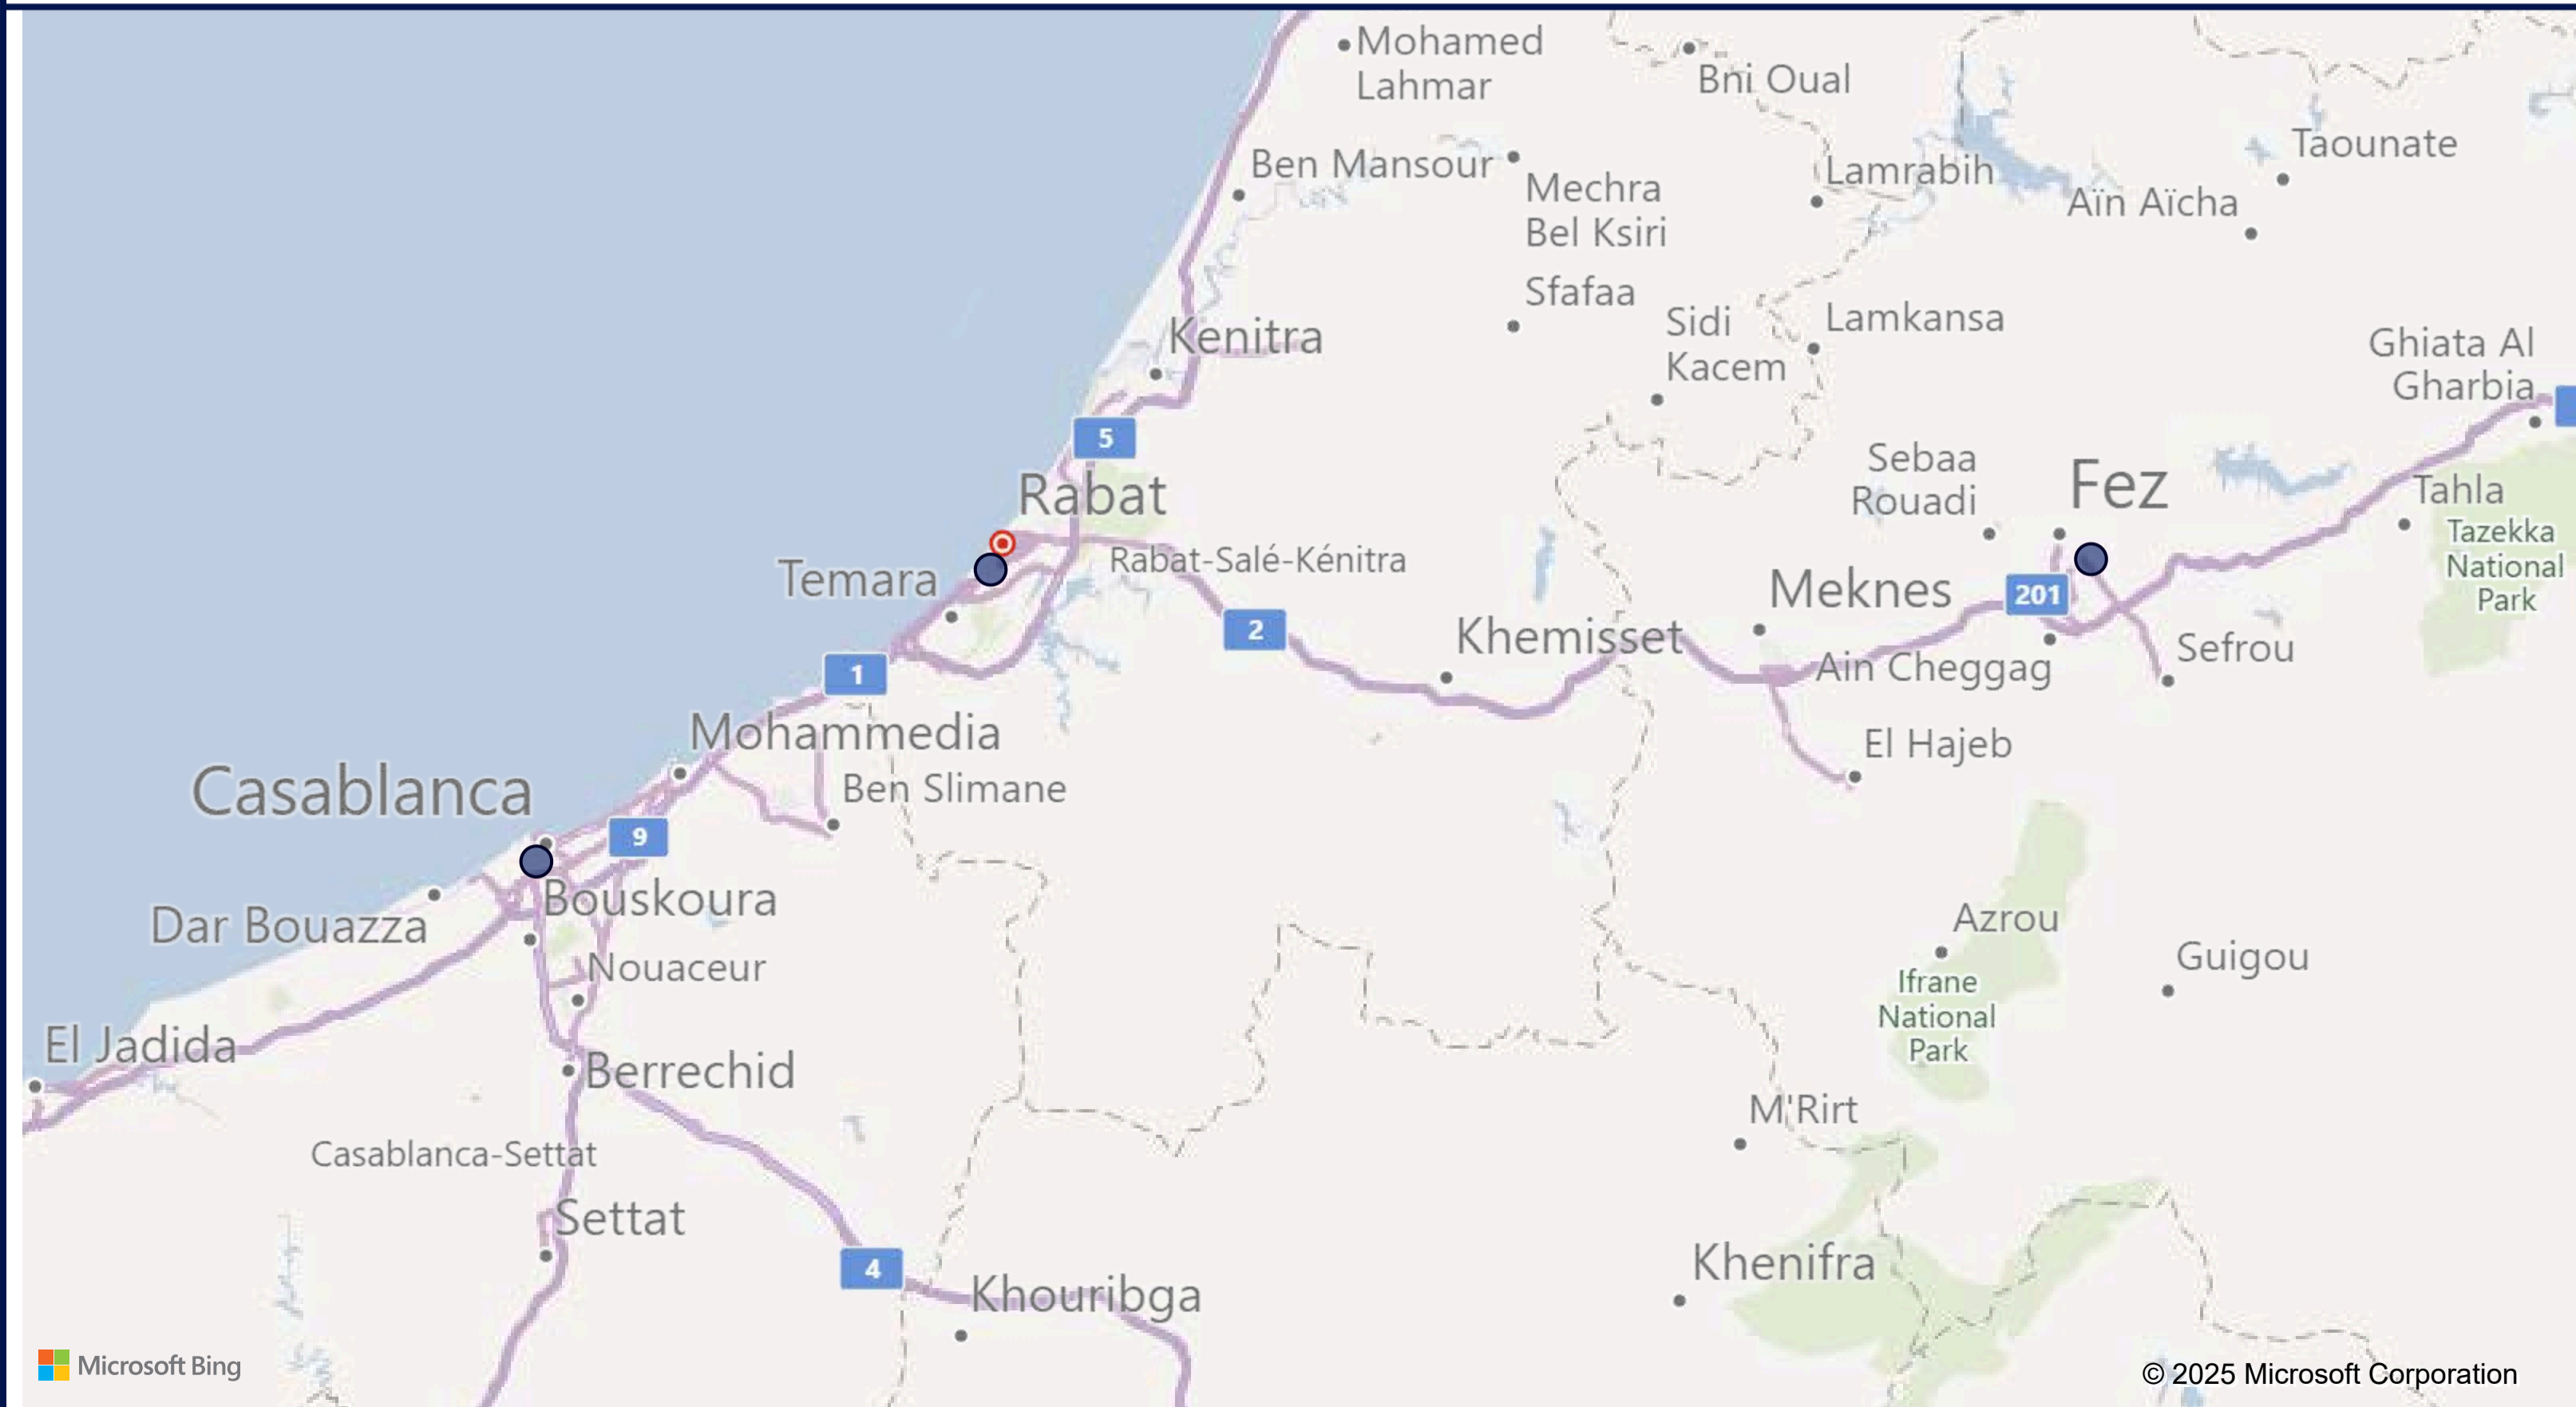 Mohamed
Lahmar
Bni Oual
Taounate
Ben Mansour
Mechra
Bel Ksiri
Lamrabih
Aïn Aïcha
Sfafaa
Sidi
Kacem
Lamkansa
Kenitra
Ghiata Al
Gharbia
5
Sebaa
Rouadi
Fez
Rabat
Tahla
Tazekka
National
Park
Temara
Rabat-Salé-Kénitra
Meknes
201
2
Khemisset
Sefrou
1
Ain Cheggag
Mohammedia
El Hajeb
Casablanca
Ben Slimane
9
Bouskoura
Dar Bouazza
Azrou
Guigou
Nouaceur
Ifrane
National
Park
El Jadida
Berrechid
M'Rirt
Casablanca-Settat
Settat
4
Khenifra
Khouribga
Microsoft Bing
© 2025 Microsoft Corporation